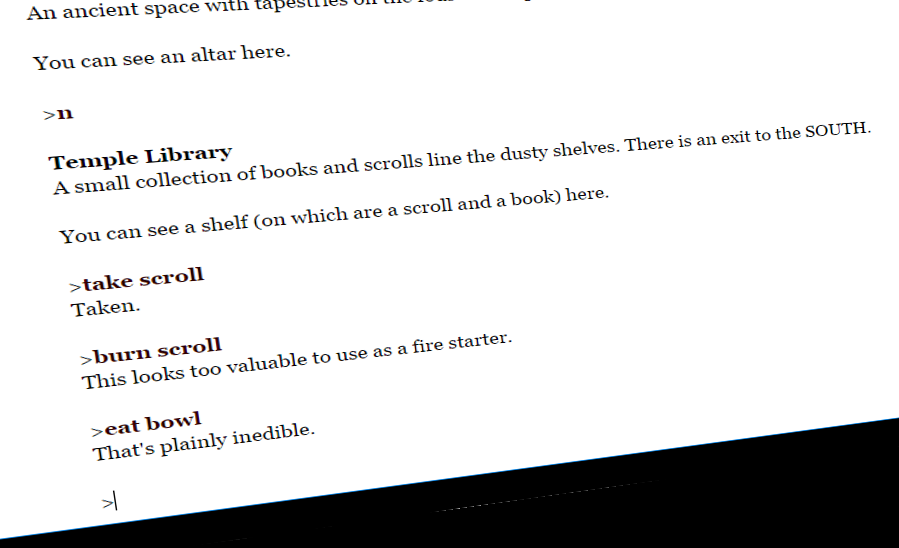 An ancient space with tapestries on the
You can see an altar here.
>n
Temple Library
A small collection of books and scrolls line the dusty shelves. There is an exit to the SOUTH.
You can see a shelf (on which are a scroll and a book) here.
>take scroll
Taken.
>burn scroll
This looks too valuable to use as a fire starter.
>eat bowl
That's plainly inedible.
>